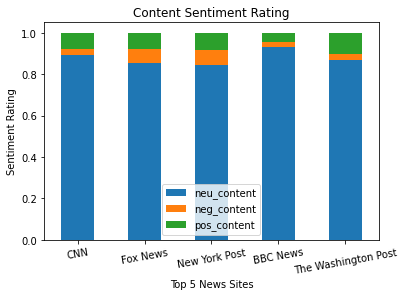 Content Sentiment Rating
Sentiment Rating
1.0
0.8
0.6
0.4
0.2
0.0
neu_content
neg_content
pos_content
CNN
Fox News
New York Post
BBC News
The Washington Post
Top 5 News Sites